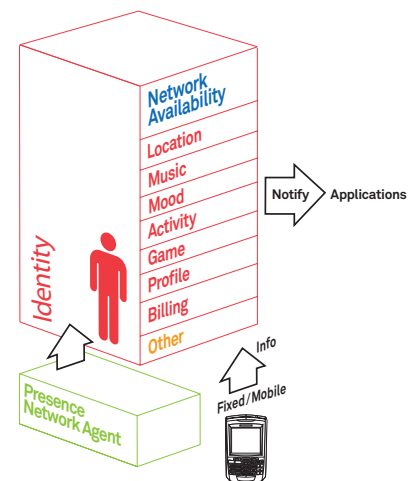 Network
Availability
Location
Music
Mood
Activity
Game
Profile
Billing
Other
Identity
Notify
Applications
Info
Fixed/Mobile
Presence
Network Agent